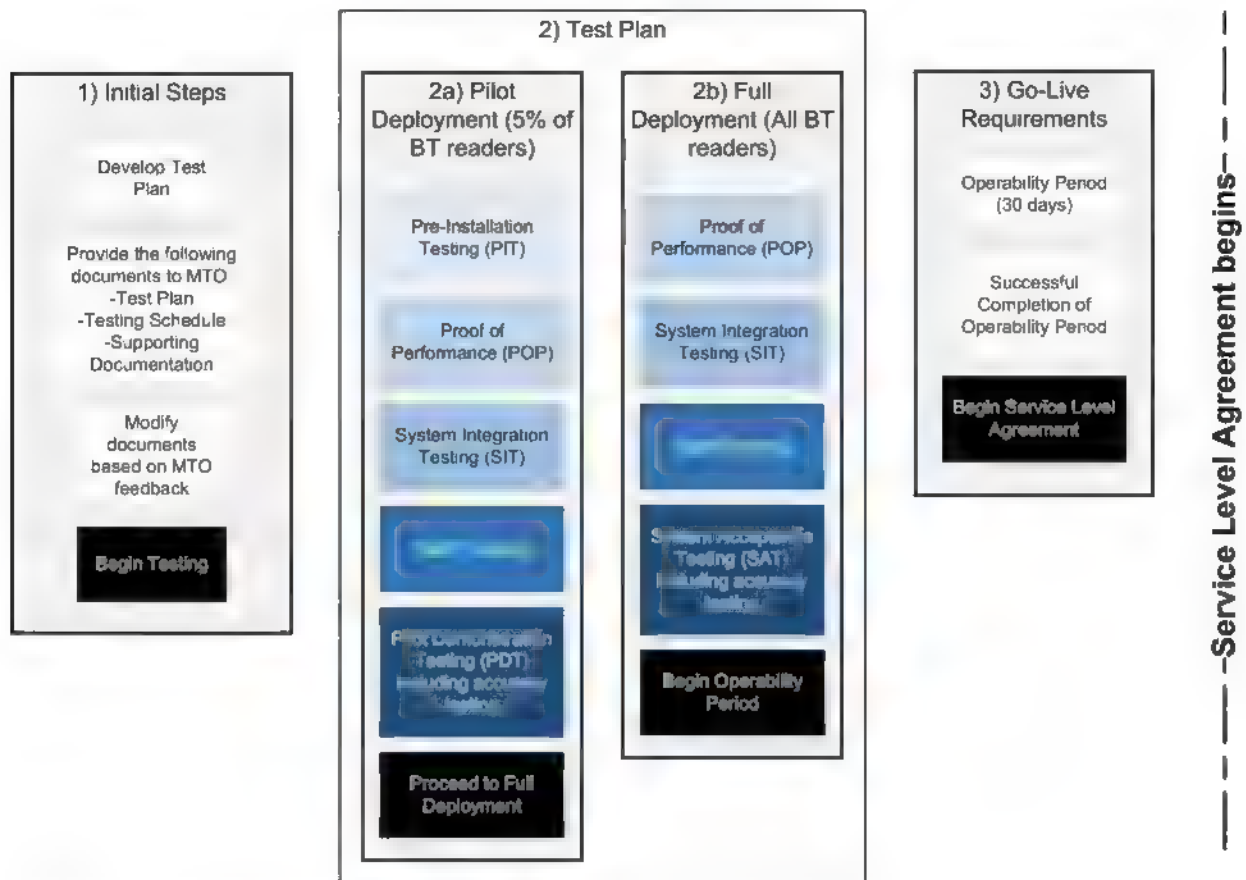 2) Test Plan
1) Initial Steps
Develop Test
Plan
Provide the following
documents to MTO
-Test Plan
-Testing Schedule
-Supporting
Documentation
Modify
documents
based on MTO
feedback
Begin Testing
2a) Pilot
Deployment (5% of
BT readers)
Pre-Installation
Testing (PIT)
Proof of
Performance (POP)
System Integration
Testing (SIT)
Testing (PDT)
Proceed to Full
Deployment
2b) Full
Deployment (All BT
readers)
Proof of
Performance (POP)
System Integration
Testing (SIT)
Testing (SAT)
Begin Operability
Period
3) Go-Live
Requirements
Operability Period
(30 days)
Successful
Completion of
Operability Period
Begin Service Level
Agreement
Service Level Agreement begins